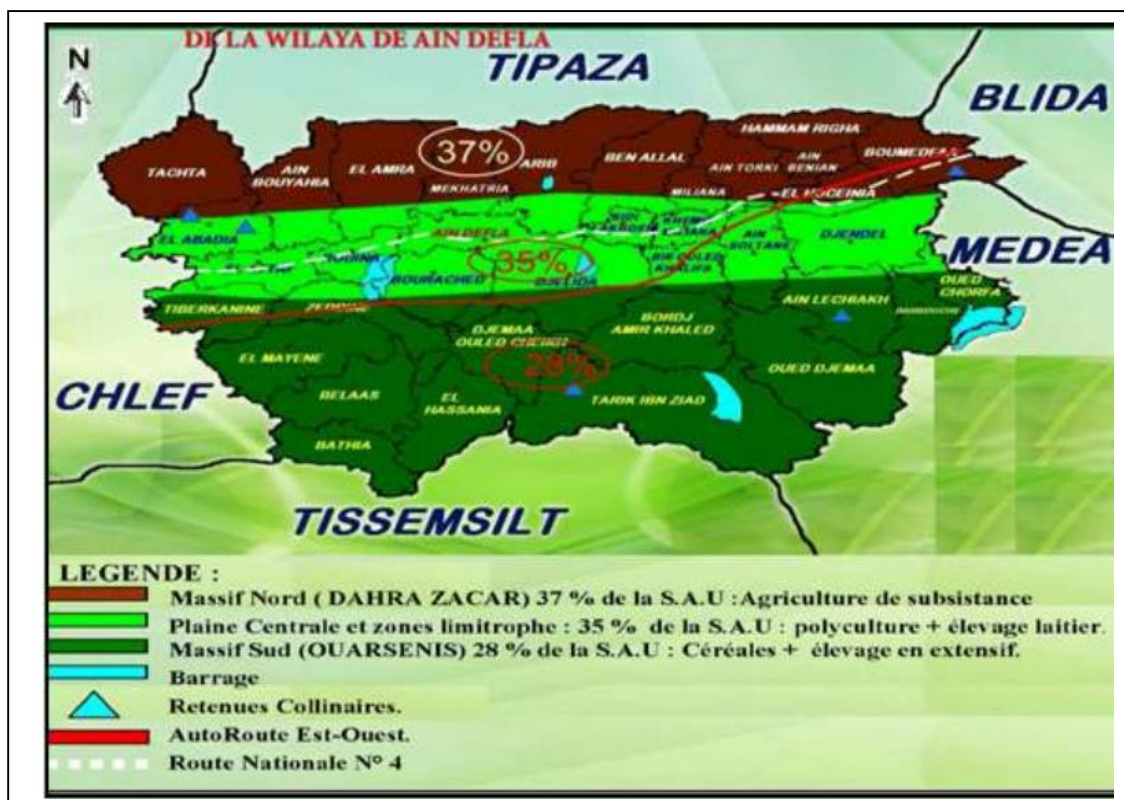 DE LA WILAYA DE AIN DEFLA
N
TIPAZA
BLIDA
HAMMAM RIGHA
37%
BEN ALLAL
AIN TORKI
AIN BENIAN
BOUMEDFAA
TACHTA
AIN BOUYAHIA
EL AMRA
ARIB
MEKHATRIA
MILIANA
EL HOCEINIA
EL ABADIA
AIN DEFLA
AIN SOLTANE
DJENDEL
MEDEA
35%
ROUHACHED
DJELIDA
BIR OULED KHALIFA
TIBERKANINE
ZEDDINE
AIN LECHIAKH
OUED CHORFA
DJEMAA OULED CHEIKH
BORDJ AMIR KHALED
EL MAYENE
28%
OUED DJEMAA
CHLEF
BELAAS
EL HASSANIA
TARIK IBN ZIAD
BATHIA
TISSEMSILT
LEGENDE :
Massif Nord ( DAHRA ZACAR) 37 % de la S.A.U :Agriculture de subsistance
Plaine Centrale et zones limitrophe : 35 % de la S.A.U : polyculture + élevage laitier.
Massif Sud (OUARSENIS) 28 % de la S.A.U : Céréales + élevage en extensif.
Barrage
Retenues Collinaires.
AutoRoute Est-Ouest.
Route Nationale N° 4